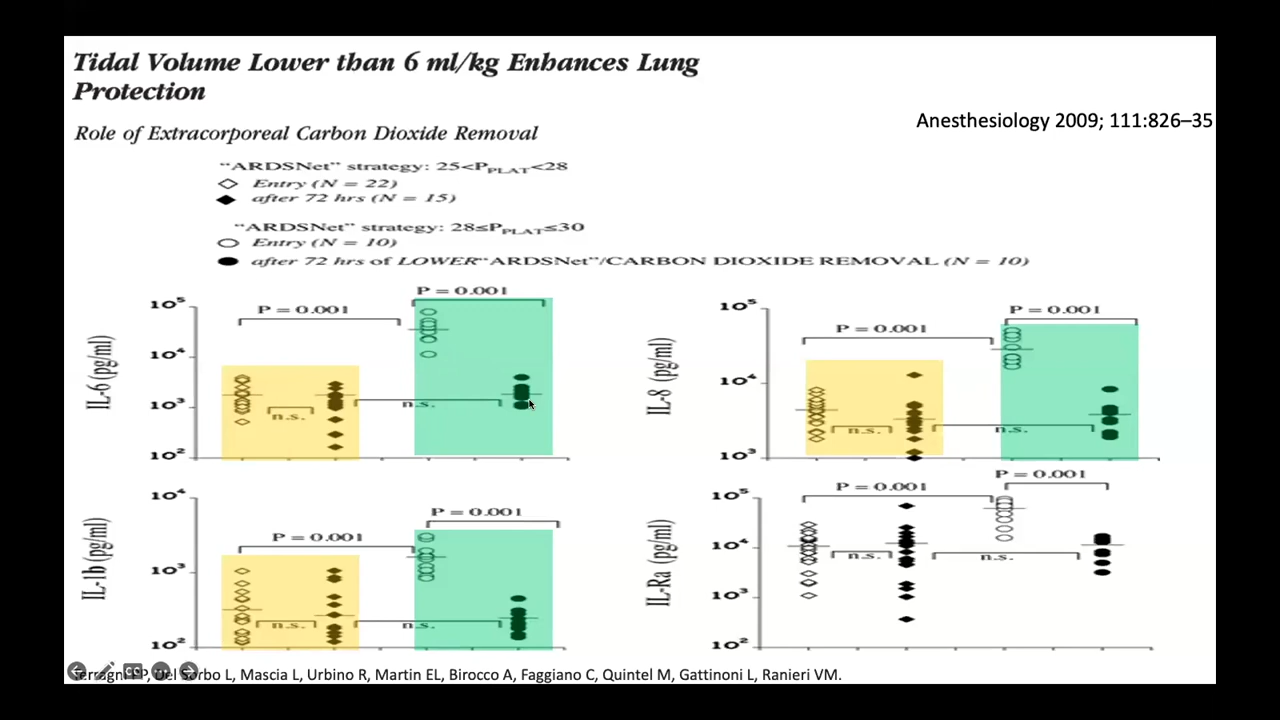 Tidal Volume Lower than 6 ml/kg Enhances Lung
Protection
Role of Extracorporeal Carbon Dioxide Removal
Anesthesiology 2009; 111:826–35
“ARDSNet” strategy: 25<PPLAT<28
Entry (N = 22)
after 72 hrs (N = 15)
“ARDSNet” strategy: 28≤PPLAT≤30
Entry (N = 10)
after 72 hrs of LOWER“ARDSNet”/CARBON DIOXIDE REMOVAL (N = 10)
IL-6 (pg/ml)
10⁵
10⁴
10³
10²
P = 0.001
P = 0.001
n.s.
n.s.
IL-8 (pg/ml)
10⁵
10⁴
10³
P = 0.001
P = 0.001
n.s.
n.s.
IL-1b (pg/ml)
10⁴
10³
10²
P = 0.001
P = 0.001
n.s.
n.s.
IL-Ra (pg/ml)
10⁵
10⁴
10³
10²
P = 0.001
P = 0.001
n.s.
n.s.
Sorbo L, Mascia L, Urbino R, Martin EL, Birocco A, Faggiano C, Quintel M, Gattinoni L, Ranieri VM.